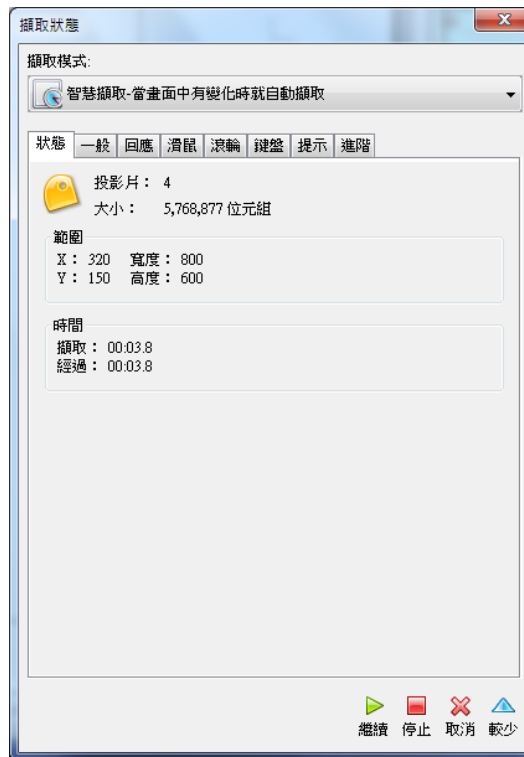 擷取狀態
擷取模式:
智慧擷取-當畫面中有變化時就自動擷取
狀態 一般 回應 滑鼠 滾輪 鍵盤 提示 進階
投影片： 4
大小： 5,768,877 位元組
範圍
X： 320 寬度： 800
Y： 150 高度： 600
時間
擷取： 00:03.8
經過： 00:03.8
繼續 停止 取消 較少